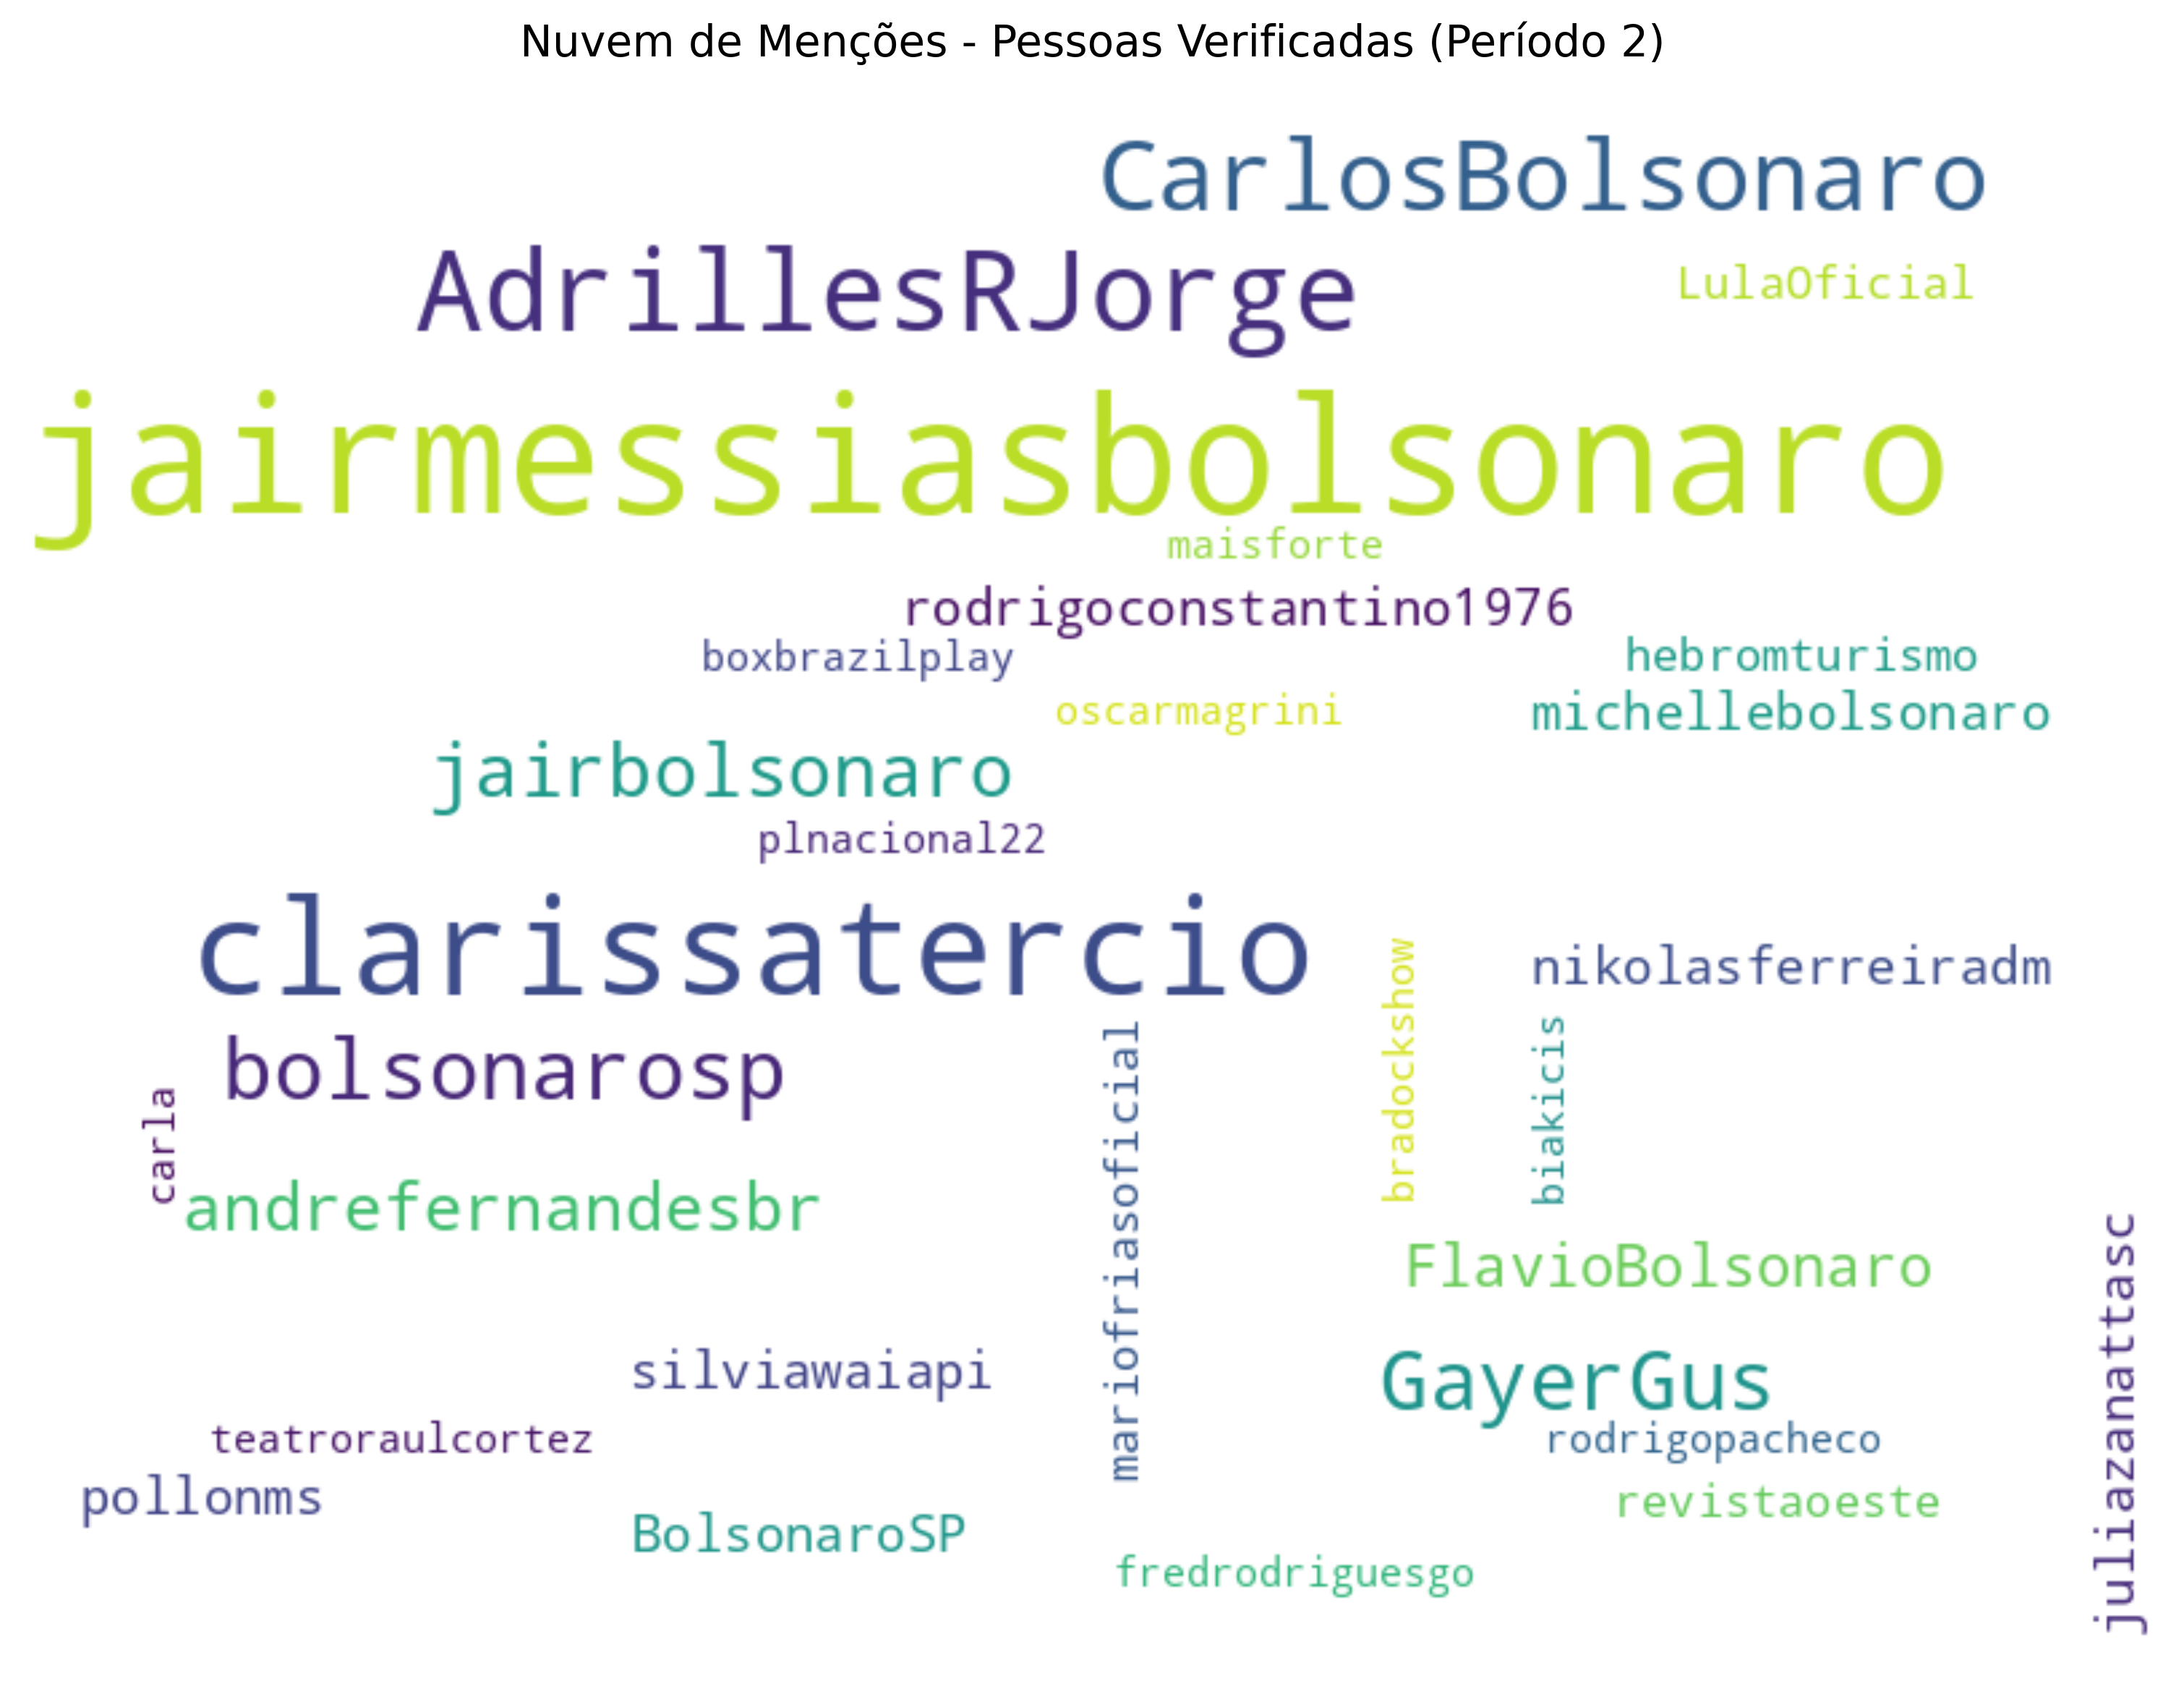 Nuvem de Menções - Pessoas Verificadas (Período 2)
CarlosBolsonaro
AdrillesRJorge
LulaOficial
jairmessiasbolsonaro
maisforte
rodrigoconstantino1976
boxbrazilplay
hebromturismo
oscarmagrini
michellebolsonaro
jairbolsonaro
plnacional22
clarissatercio
nikolasferreiradm
bradockshow
biakicis
mariofriasoficial
bolsonarosp
carla
andrefernandesbr
FlavioBolsonaro
juliazanattasc
silviawaiapi
GayerGus
teatroraulcortez
rodrigopacheco
pollonms
revistaoeste
BolsonaroSP
fredrodriguesgo